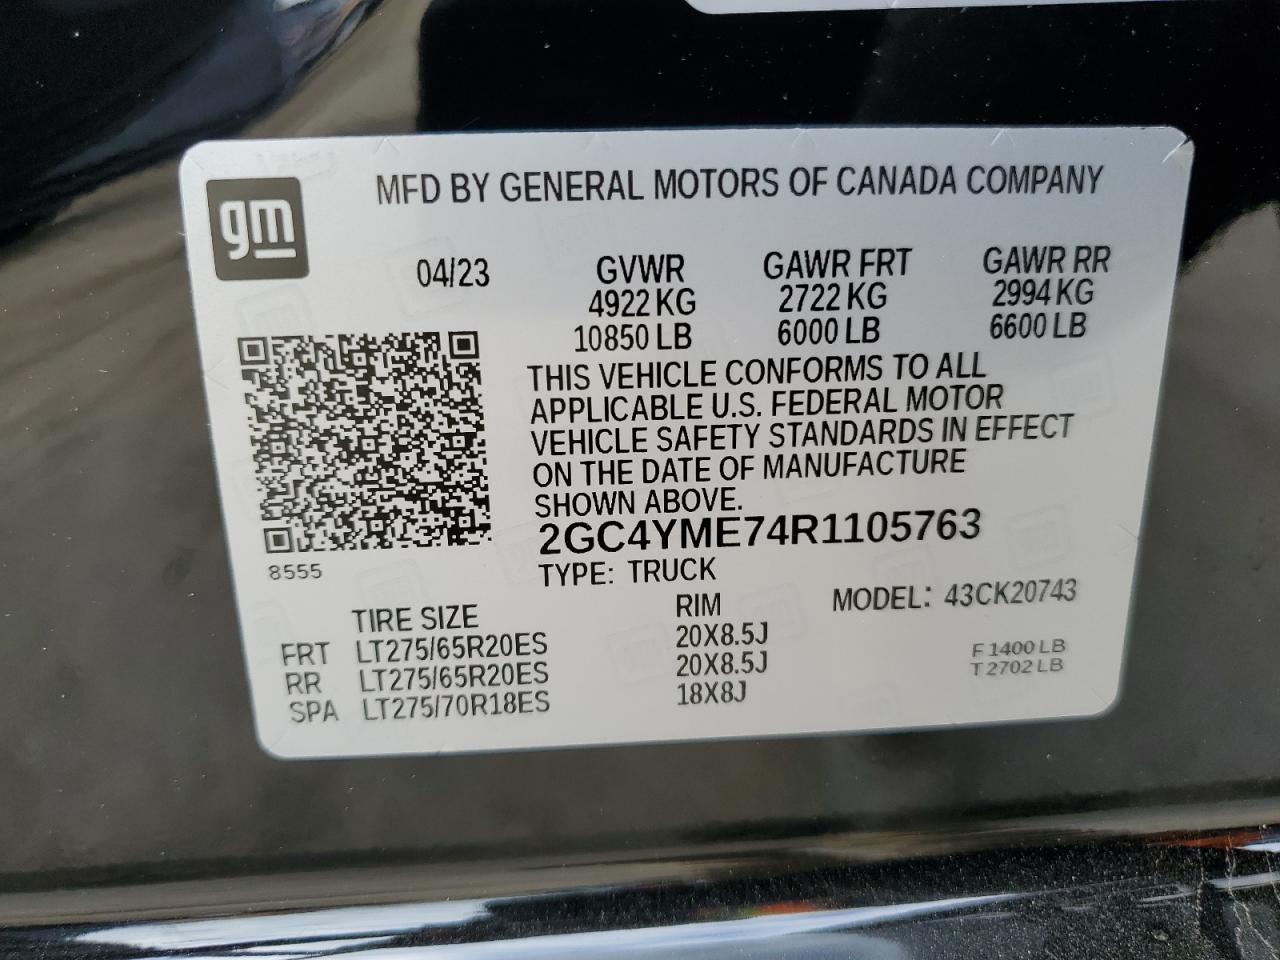 gm
MFD BY GENERAL MOTORS OF CANADA COMPANY
04/23 GVWR GAWR FRT GAWR RR
4922 KG 2722 KG 2994 KG
10850 LB 6000 LB 6600 LB
THIS VEHICLE CONFORMS TO ALL
APPLICABLE U.S. FEDERAL MOTOR
VEHICLE SAFETY STANDARDS IN EFFECT
ON THE DATE OF MANUFACTURE
SHOWN ABOVE.
2GC4YME74R1105763
8555
TYPE: TRUCK
MODEL: 43CK20743
TIRE SIZE RIM
FRT LT275/65R20ES 20X8.5J
RR LT275/65R20ES 20X8.5J
SPA LT275/70R18ES 18X8J
F 1400 LB
T 2702 LB